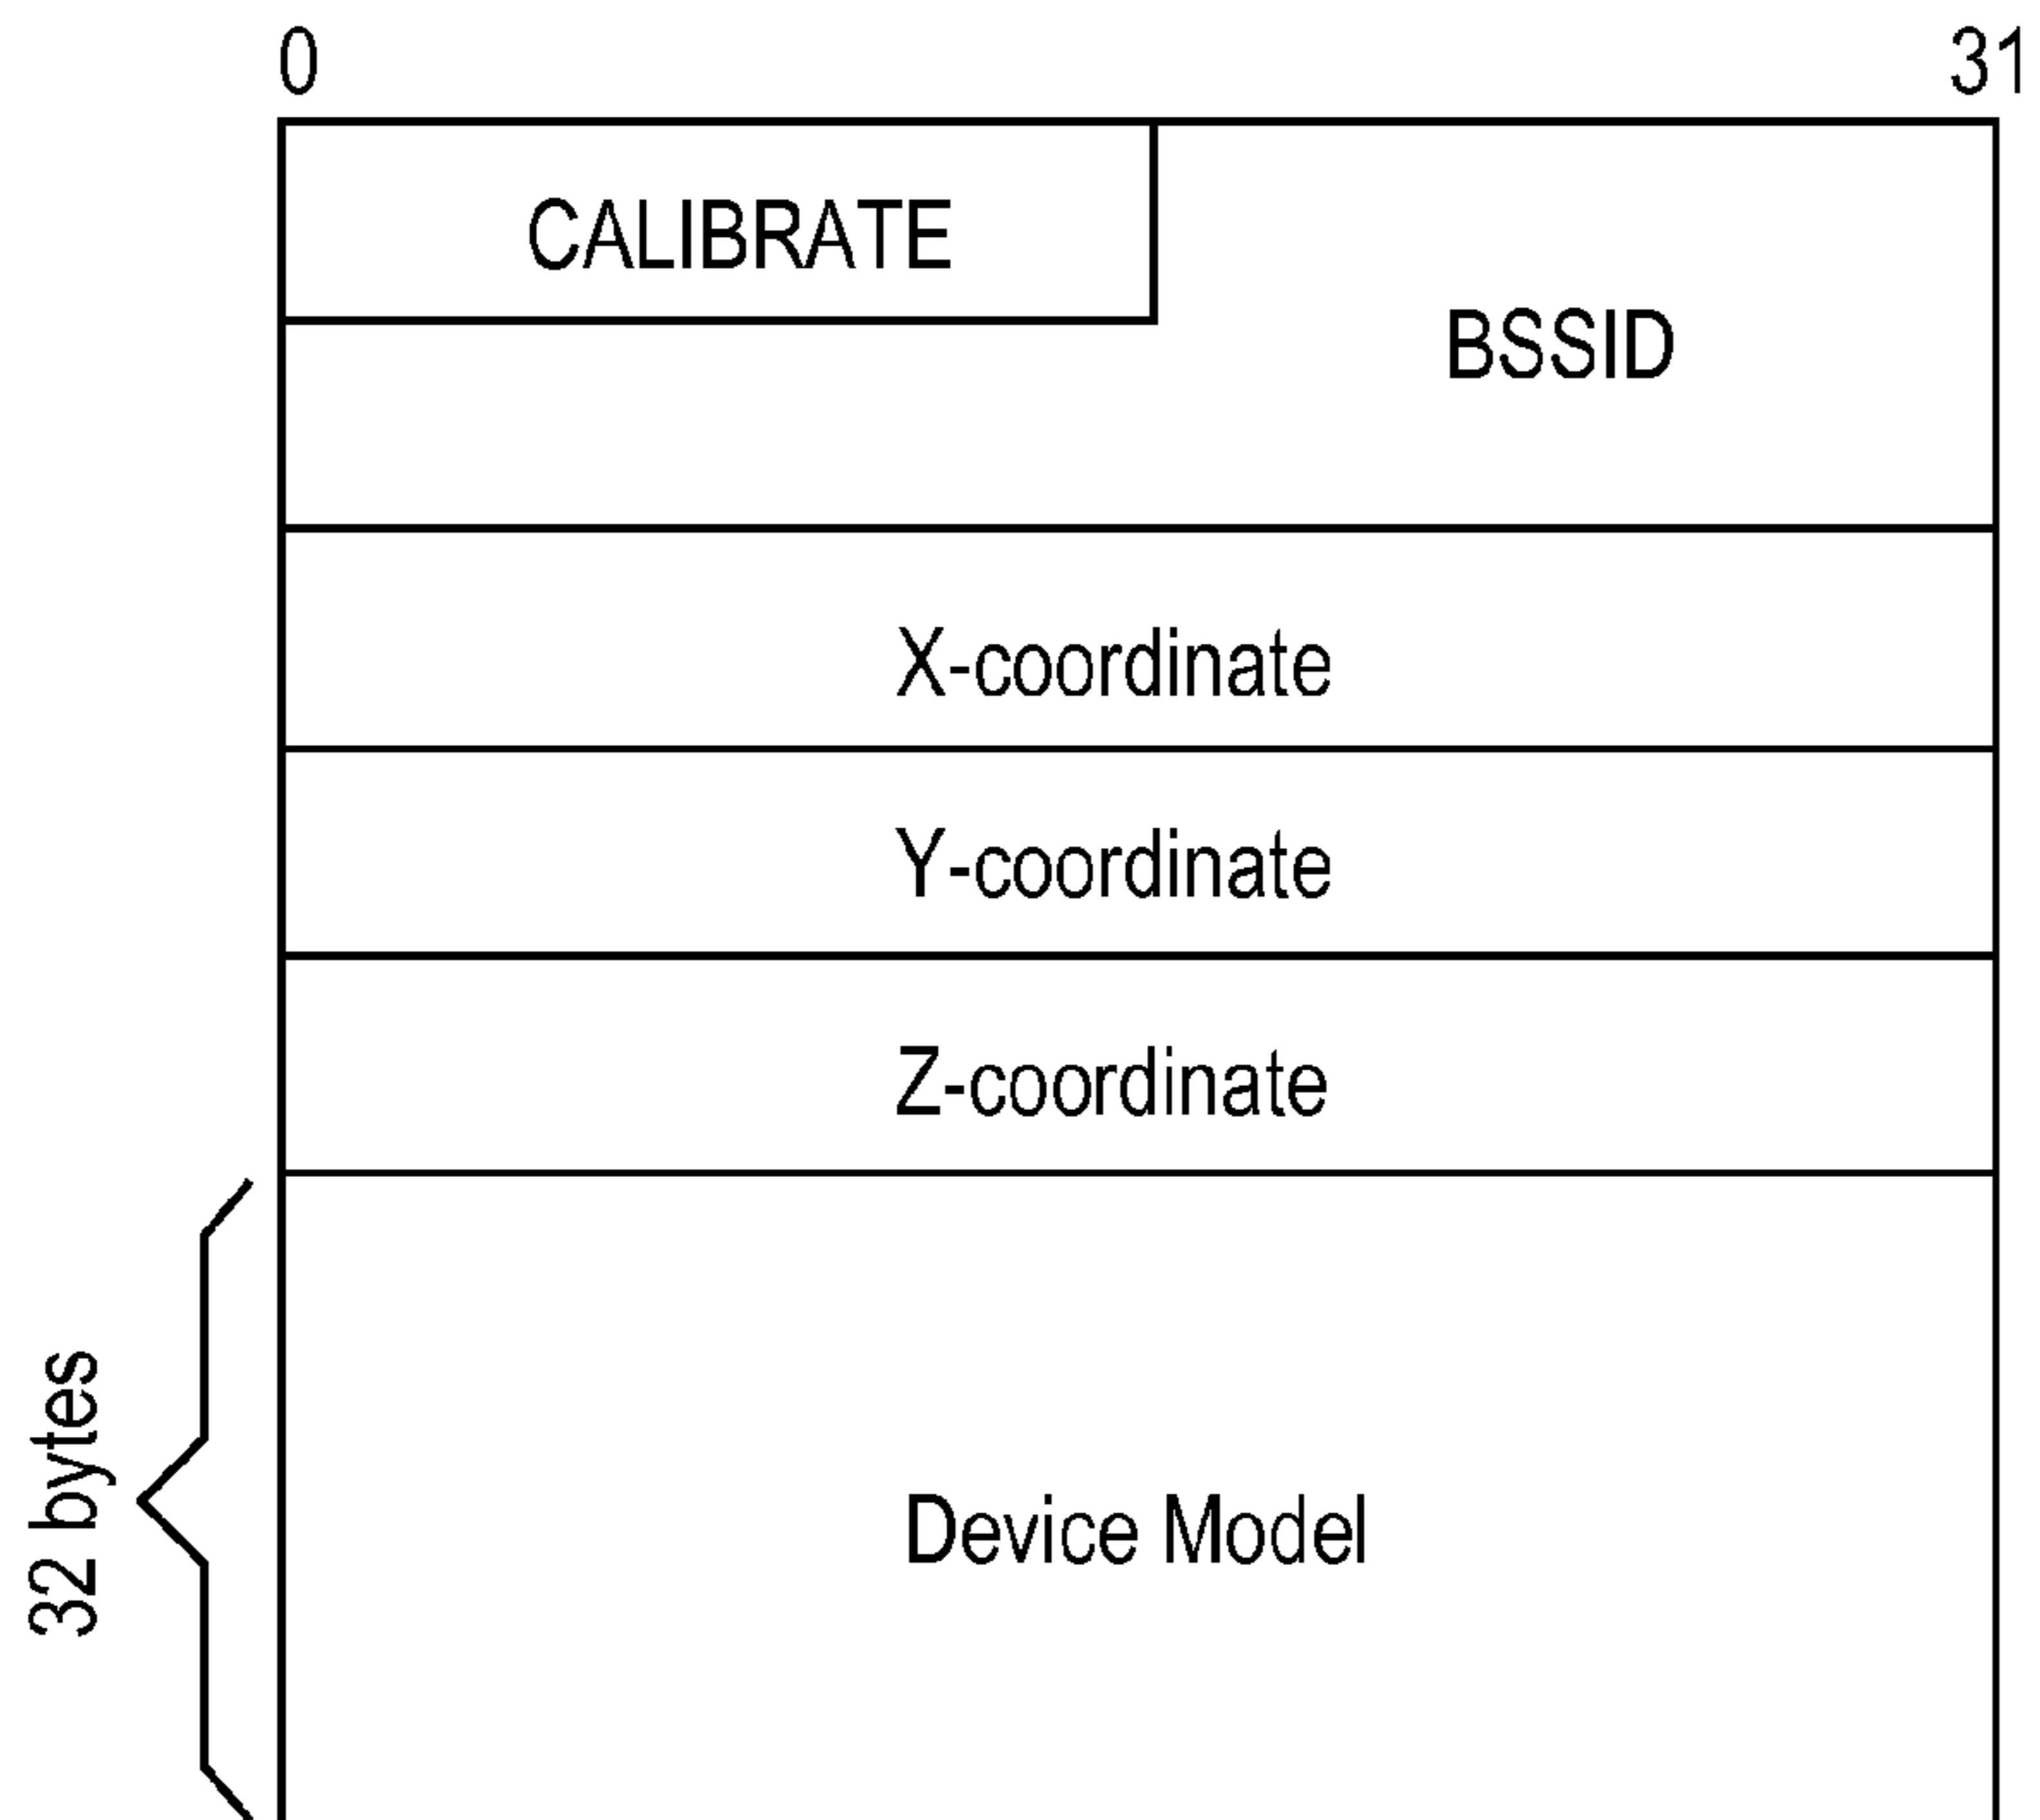 0 31
CALIBRATE
BSSID
X-coordinate
Y-coordinate
Z-coordinate
32 bytes
Device Model